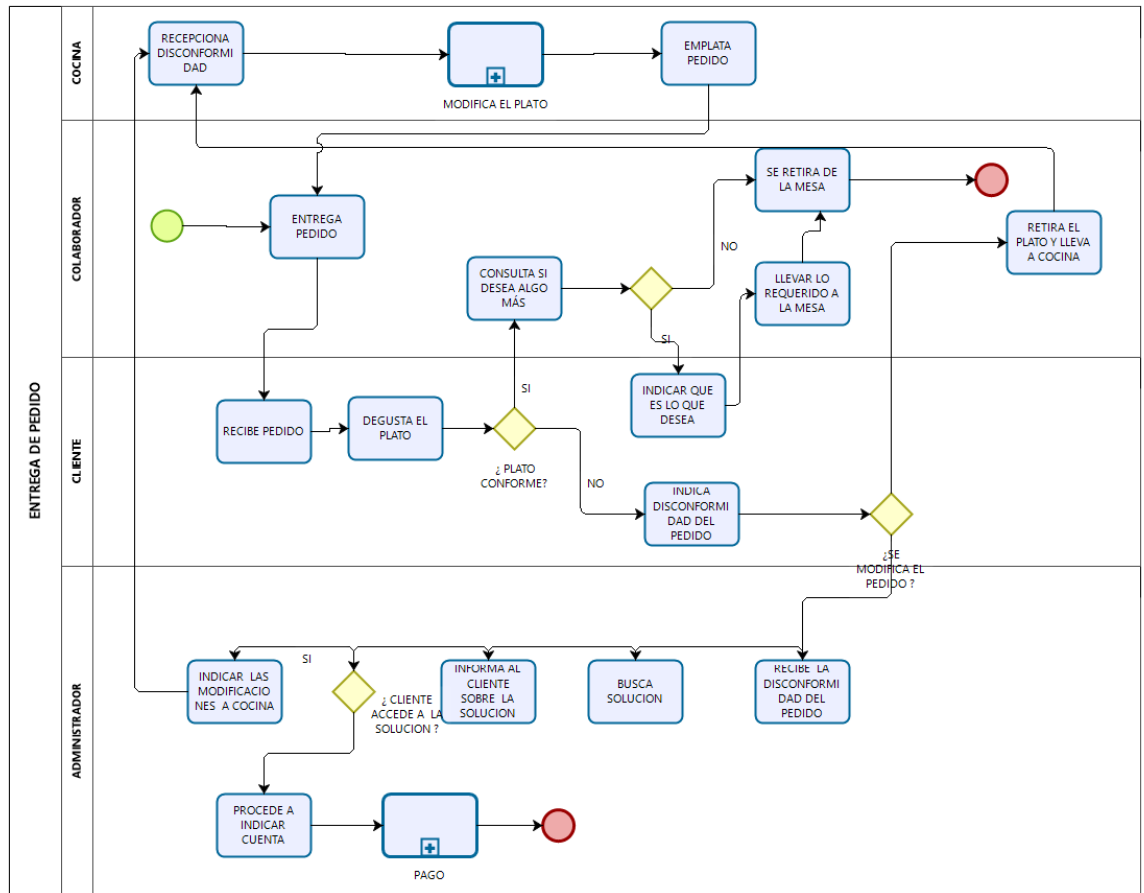 ENTREGA DE PEDIDO
COCINA
RECEPCIONA
DISCONFORMI
DAD
MODIFICA EL PLATO
EMPLATA
PEDIDO
COLABORADOR
ENTREGA
PEDIDO
CONSULTA SI
DESEA ALGO
MÁS
NO
SI
SE RETIRA DE
LA MESA
LLEVAR LO
REQUERIDO A
LA MESA
RETIRA EL
PLATO Y LLEVA
A COCINA
CLIENTE
RECIBE PEDIDO
DEGUSTA EL
PLATO
SI
¿ PLATO
CONFORME?
NO
INDICAR QUE
ES LO QUE
DESEA
INDICA
DISCONFORMI
DAD DEL
PEDIDO
¿SE
MODIFICA EL
PEDIDO ?
ADMINISTRADOR
INDICAR LAS
MODIFICACIO
NES A COCINA
SI
¿ CLIENTE
ACCEDE A LA
SOLUCION ?
INFORMA AL
CLIENTE
SOBRE LA
SOLUCION
BUSCA
SOLUCION
RECIBE LA
DISCONFORMI
DAD DEL
PEDIDO
PROCEDE A
INDICAR
CUENTA
PAGO